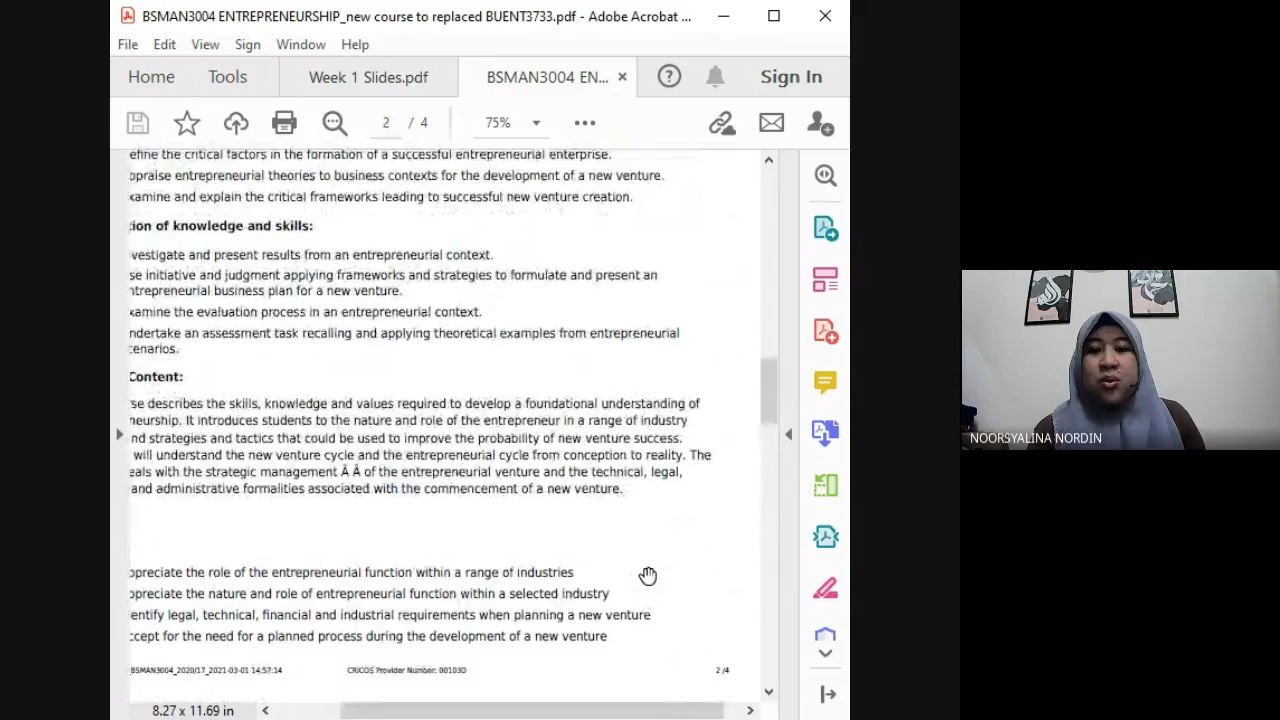 BSMAN3004 ENTREPRENEURSHIP_new course to replaced BUENT3733.pdf - Adobe Acrobat ...
File Edit View Sign Window Help
Home Tools Week 1 Slides.pdf BSMAN3004 EN... Sign In
2 / 4 75%
efine the critical factors in the formation of a successful entrepreneurial enterprise.
ppraise entrepreneurial theories to business contexts for the development of a new venture.
xamine and explain the critical frameworks leading to successful new venture creation.
tion of knowledge and skills:
vestigate and present results from an entrepreneurial context.
se initiative and judgment applying frameworks and strategies to formulate and present an
ntrepreneurial business plan for a new venture.
xamine the evaluation process in an entrepreneurial context.
ndertake an assessment task recalling and applying theoretical examples from entrepreneurial
cenarios.
Content:
se describes the skills, knowledge and values required to develop a foundational understanding of
neurship. It introduces students to the nature and role of the entrepreneur in a range of industry
nd strategies and tactics that could be used to improve the probability of new venture success.
will understand the new venture cycle and the entrepreneurial cycle from conception to reality. The
eals with the strategic management Â Â of the entrepreneurial venture and the technical, legal,
and administrative formalities associated with the commencement of a new venture.
ppreciate the role of the entrepreneurial function within a range of industries
ppreciate the nature and role of entrepreneurial function within a selected industry
entify legal, technical, financial and industrial requirements when planning a new venture
ccept for the need for a planned process during the development of a new venture
BSMAN3004_2020/17_2021-03-01 14:57:14 CRICOS Provider Number: 00103D 2 /4
8.27 x 11.69 in
NOORSYALINA NORDIN